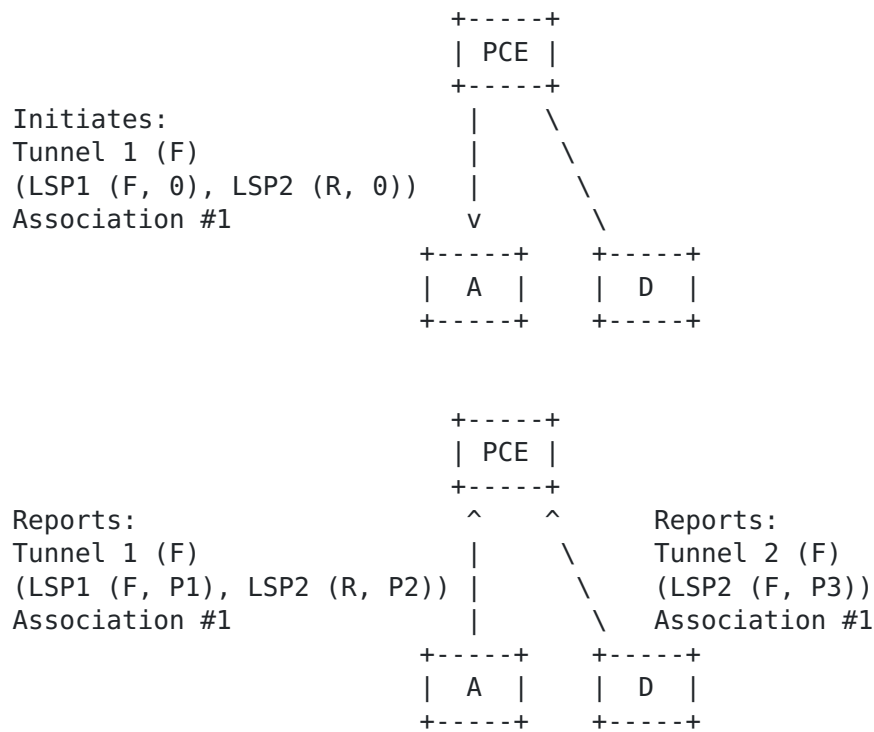 PCE
Initiates:
Tunnel 1 (F)
(LSP1 (F, 0), LSP2 (R, 0))
Association #1
A D
PCE
Reports: Reports:
Tunnel 1 (F) Tunnel 2 (F)
(LSP1 (F, P1), LSP2 (R, P2)) (LSP2 (F, P3))
Association #1 Association #1
A D